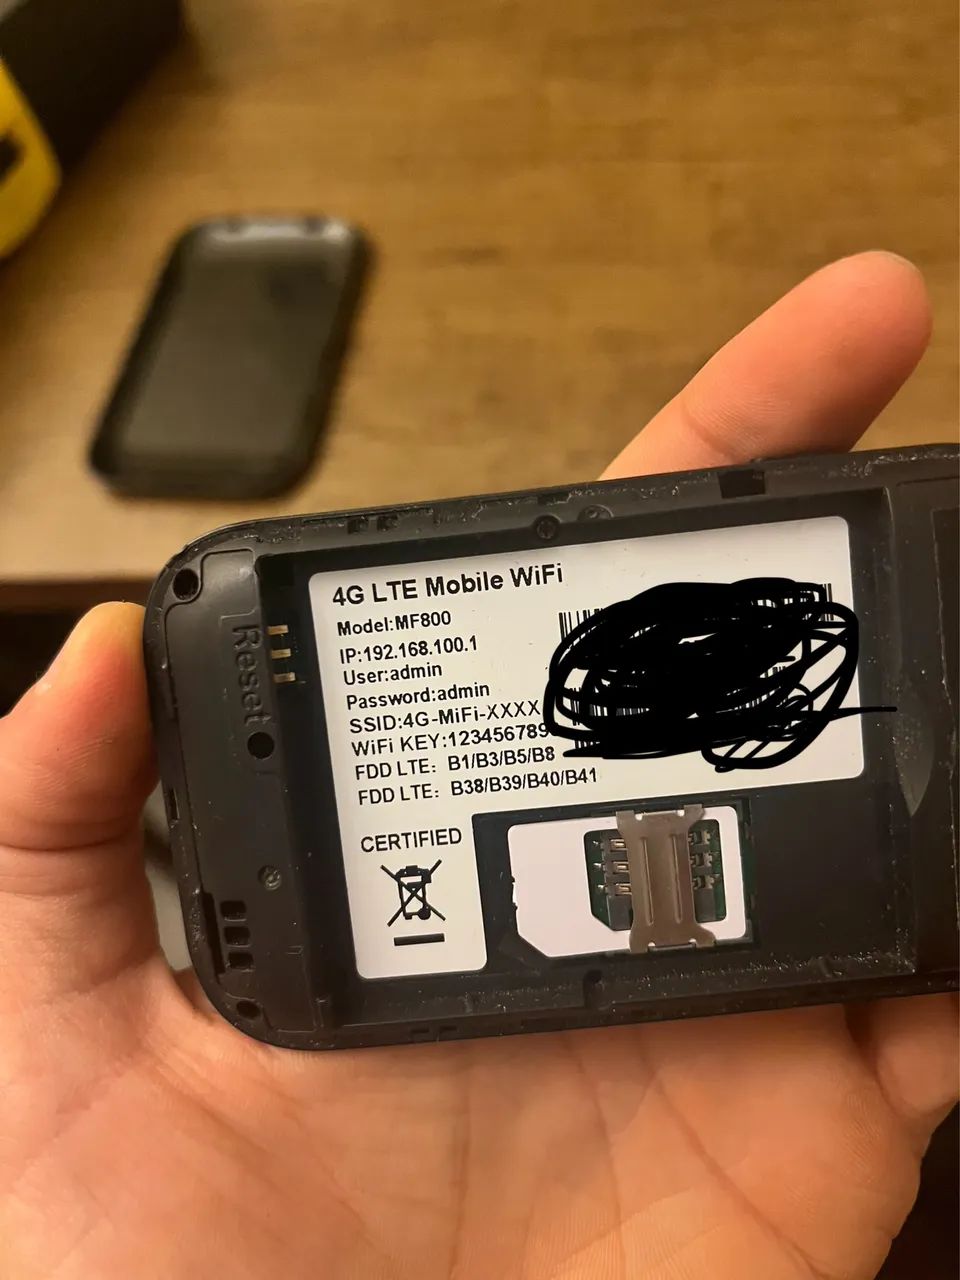 4G LTE Mobile WiFi
Model:MF800
IP:192.168.100.1
User:admin
Password:admin
SSID:4G-MiFi-XXXX
WiFi KEY:123456789
FDD LTE: B1/B3/B5/B8
FDD LTE: B38/B39/B40/B41
CERTIFIED
Reset